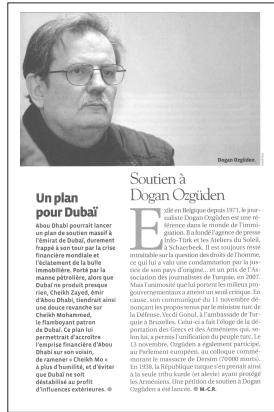 Dogan Ozgüden.
Un plan
pour Dubaï
Abou Dhabi pourrait lancer
un plan de soutien massif à
l'émirat de Dubaï, durement
frappé à son tour par la crise
financière mondiale et
l'éclatement de la bulle
immobilière. Porté par la
manne pétrolière, alors que
Dubaï ne produit presque
rien, Cheikh Zayed, émir
d'Abou Dhabi, tiendrait ainsi
une douce revanche sur
Cheikh Mohammed,
le flamboyant patron
de Dubaï. Ce plan lui
permettrait d'accroître
l'emprise financière d'Abou
Dhabi sur son voisin,
de ramener « Cheikh Mo »
à plus d'humilité, et d'éviter
que Dubaï ne soit
déstabilisé au profit
d'influences extérieures.
Soutien à
Dogan Ozgüden
Exilé en Belgique depuis 1971, le jour-
naliste Dogan Ozgüden est une ré-
férence dans le monde de l'immi-
gration. Il a fondé l'agence de presse
Info-Türk et les Ateliers du Soleil,
à Schaerbeek. Il est toujours resté
intraitable sur la question des droits de l'homme,
ce qui lui a valu une condamnation par la jus-
tice de son pays d'origine... et un prix de l'As-
sociation des journalistes de Turquie, en 2007.
Mais l'animosité que lui portent les milieux pro-
gouvernementaux a atteint un seuil critique. En
cause, son communiqué du 11 novembre dé-
nonçant les propos tenus par le ministre turc de
la Défense, Vecdi Gonul, à l'ambassade de Tur-
quie à Bruxelles. Celui-ci a fait l'éloge de la dé-
portation des Grecs et des Arméniens qui, se-
lon lui, a permis l'unification du peuple turc. Le
13 novembre, Ozgüden a également participé,
au Parlement européen, au colloque commé-
morant le massacre de Dersim (70 000 morts).
En 1938, la République turque s'en prenait ainsi
à la seule tribu kurde (et alevie) ayant protégé
les Arméniens. Une pétition de soutien à Dogan
Ozgüden a été lancée. ● M.-C.R.